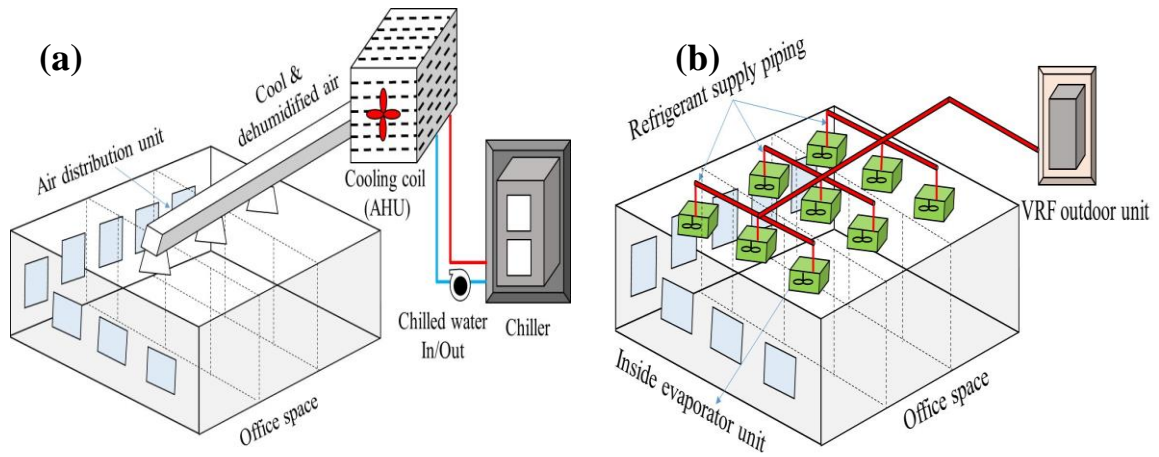 (a)
Cool &
dehumidified air
Air distribution unit
Cooling coil
(AHU)
Chilled water
In/Out
Chiller
Office space
(b)
Refrigerant supply piping
VRF outdoor unit
Inside evaporator unit
Office space